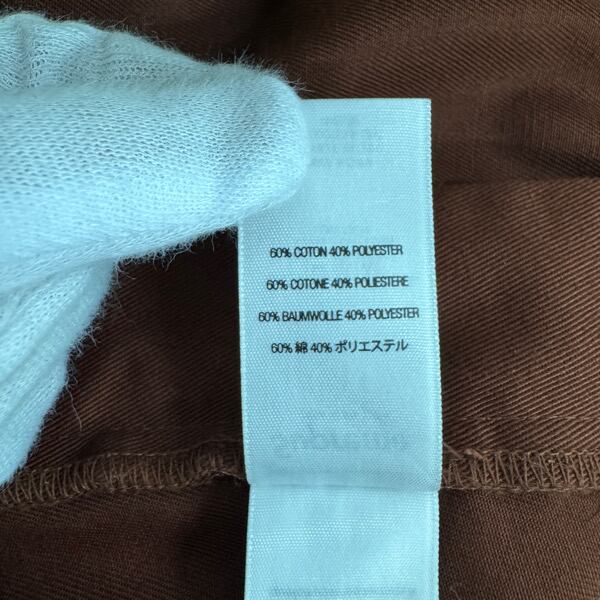 60% COTON 40% POLYESTER
60% COTONE 40% POLIESTERE
60% BAUMWOLLE 40% POLYESTER
60% 綿 40% ポリエステル